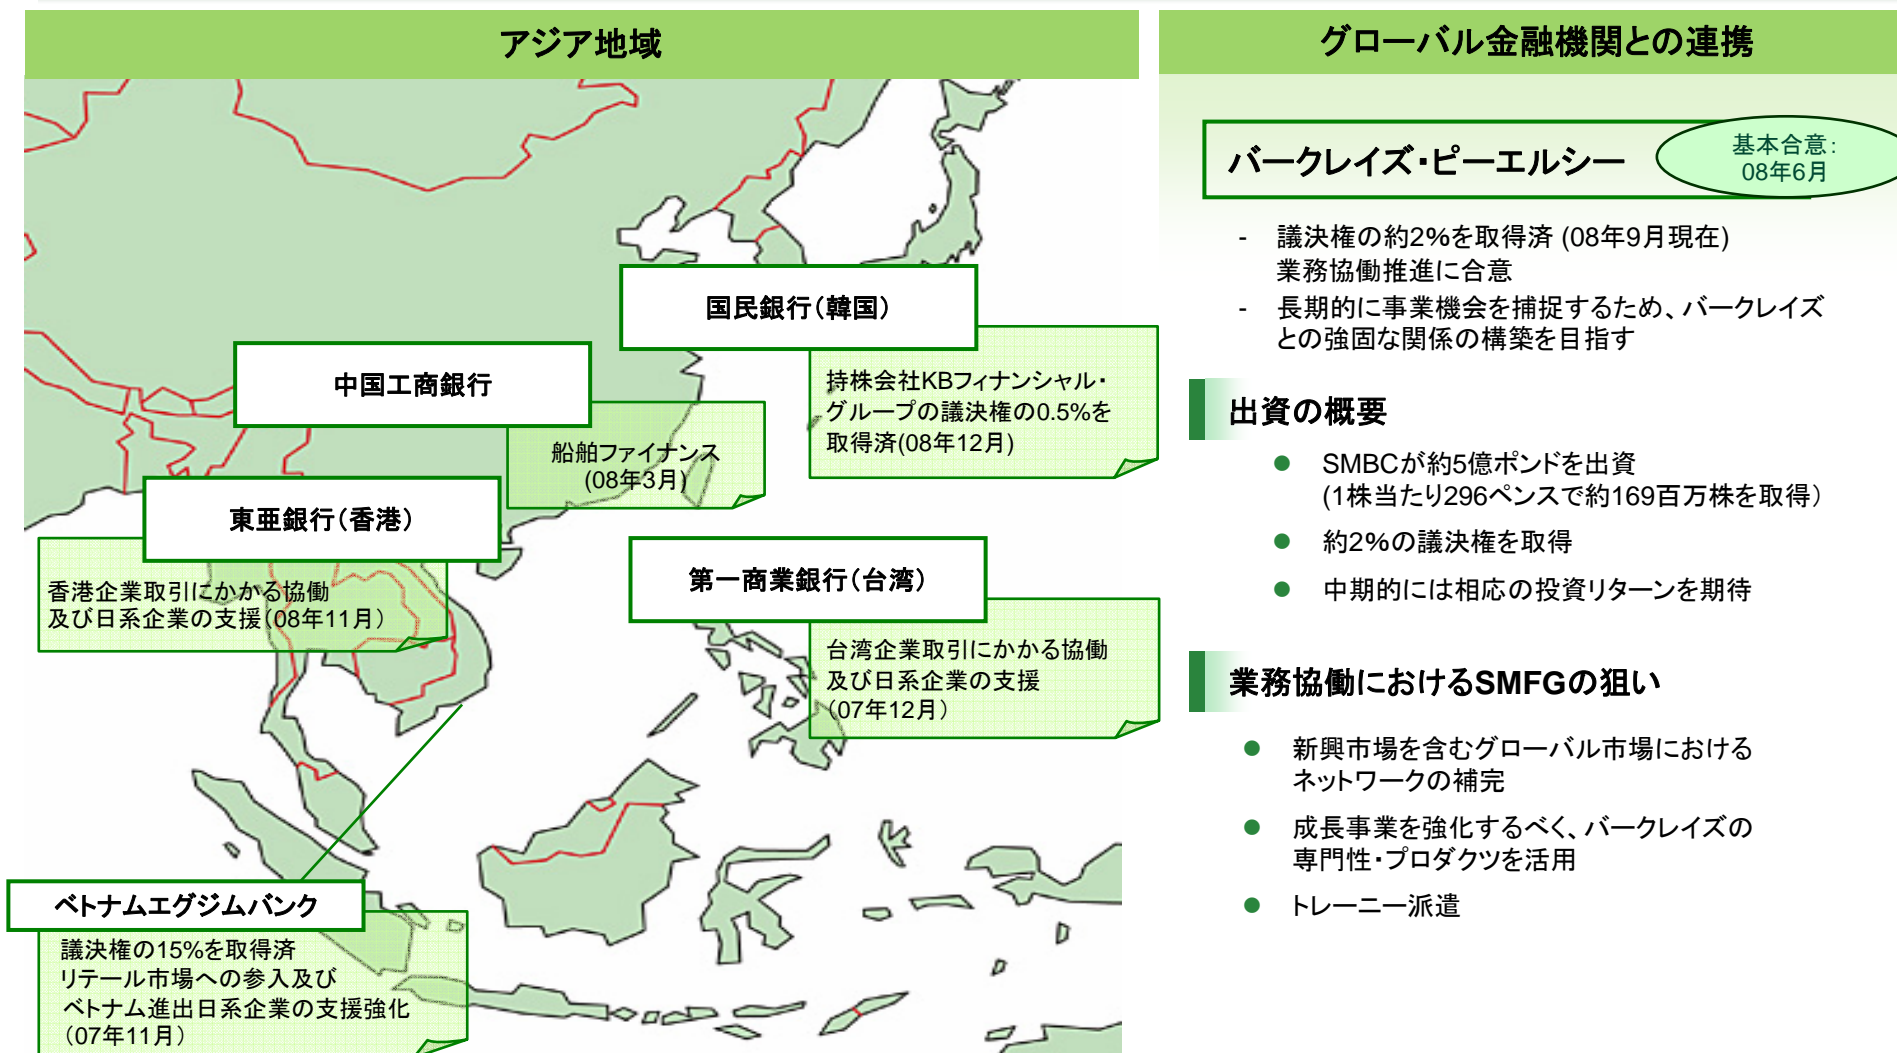 アジア地域
国民銀行(韓国)
持株会社KBフィナンシャル・
グループの議決権の0.5%を
取得済(08年12月)
中国工商銀行
船舶ファイナンス
(08年3月)
東亜銀行(香港)
香港企業取引にかかる協働
及び日系企業の支援(08年11月)
第一商業銀行(台湾)
台湾企業取引にかかる協働
及び日系企業の支援
(07年12月)
ベトナムエグジムバンク
議決権の15%を取得済
リテール市場への参入及び
ベトナム進出日系企業の支援強化
(07年11月)
グローバル金融機関との連携
バークレイズ・ピーエルシー
基本合意:
08年6月
- 議決権の約2%を取得済 (08年9月現在)
業務協働推進に合意
- 長期的に事業機会を捕捉するため、バークレイズ
との強固な関係の構築を目指す
出資の概要
● SMBCが約5億ポンドを出資
(1株当たり296ペンスで約169百万株を取得)
● 約2%の議決権を取得
● 中期的には相応の投資リターンを期待
業務協働におけるSMFGの狙い
● 新興市場を含むグローバル市場における
ネットワークの補完
● 成長事業を強化するべく、バークレイズの
専門性・プロダクツを活用
● トレーニー派遣